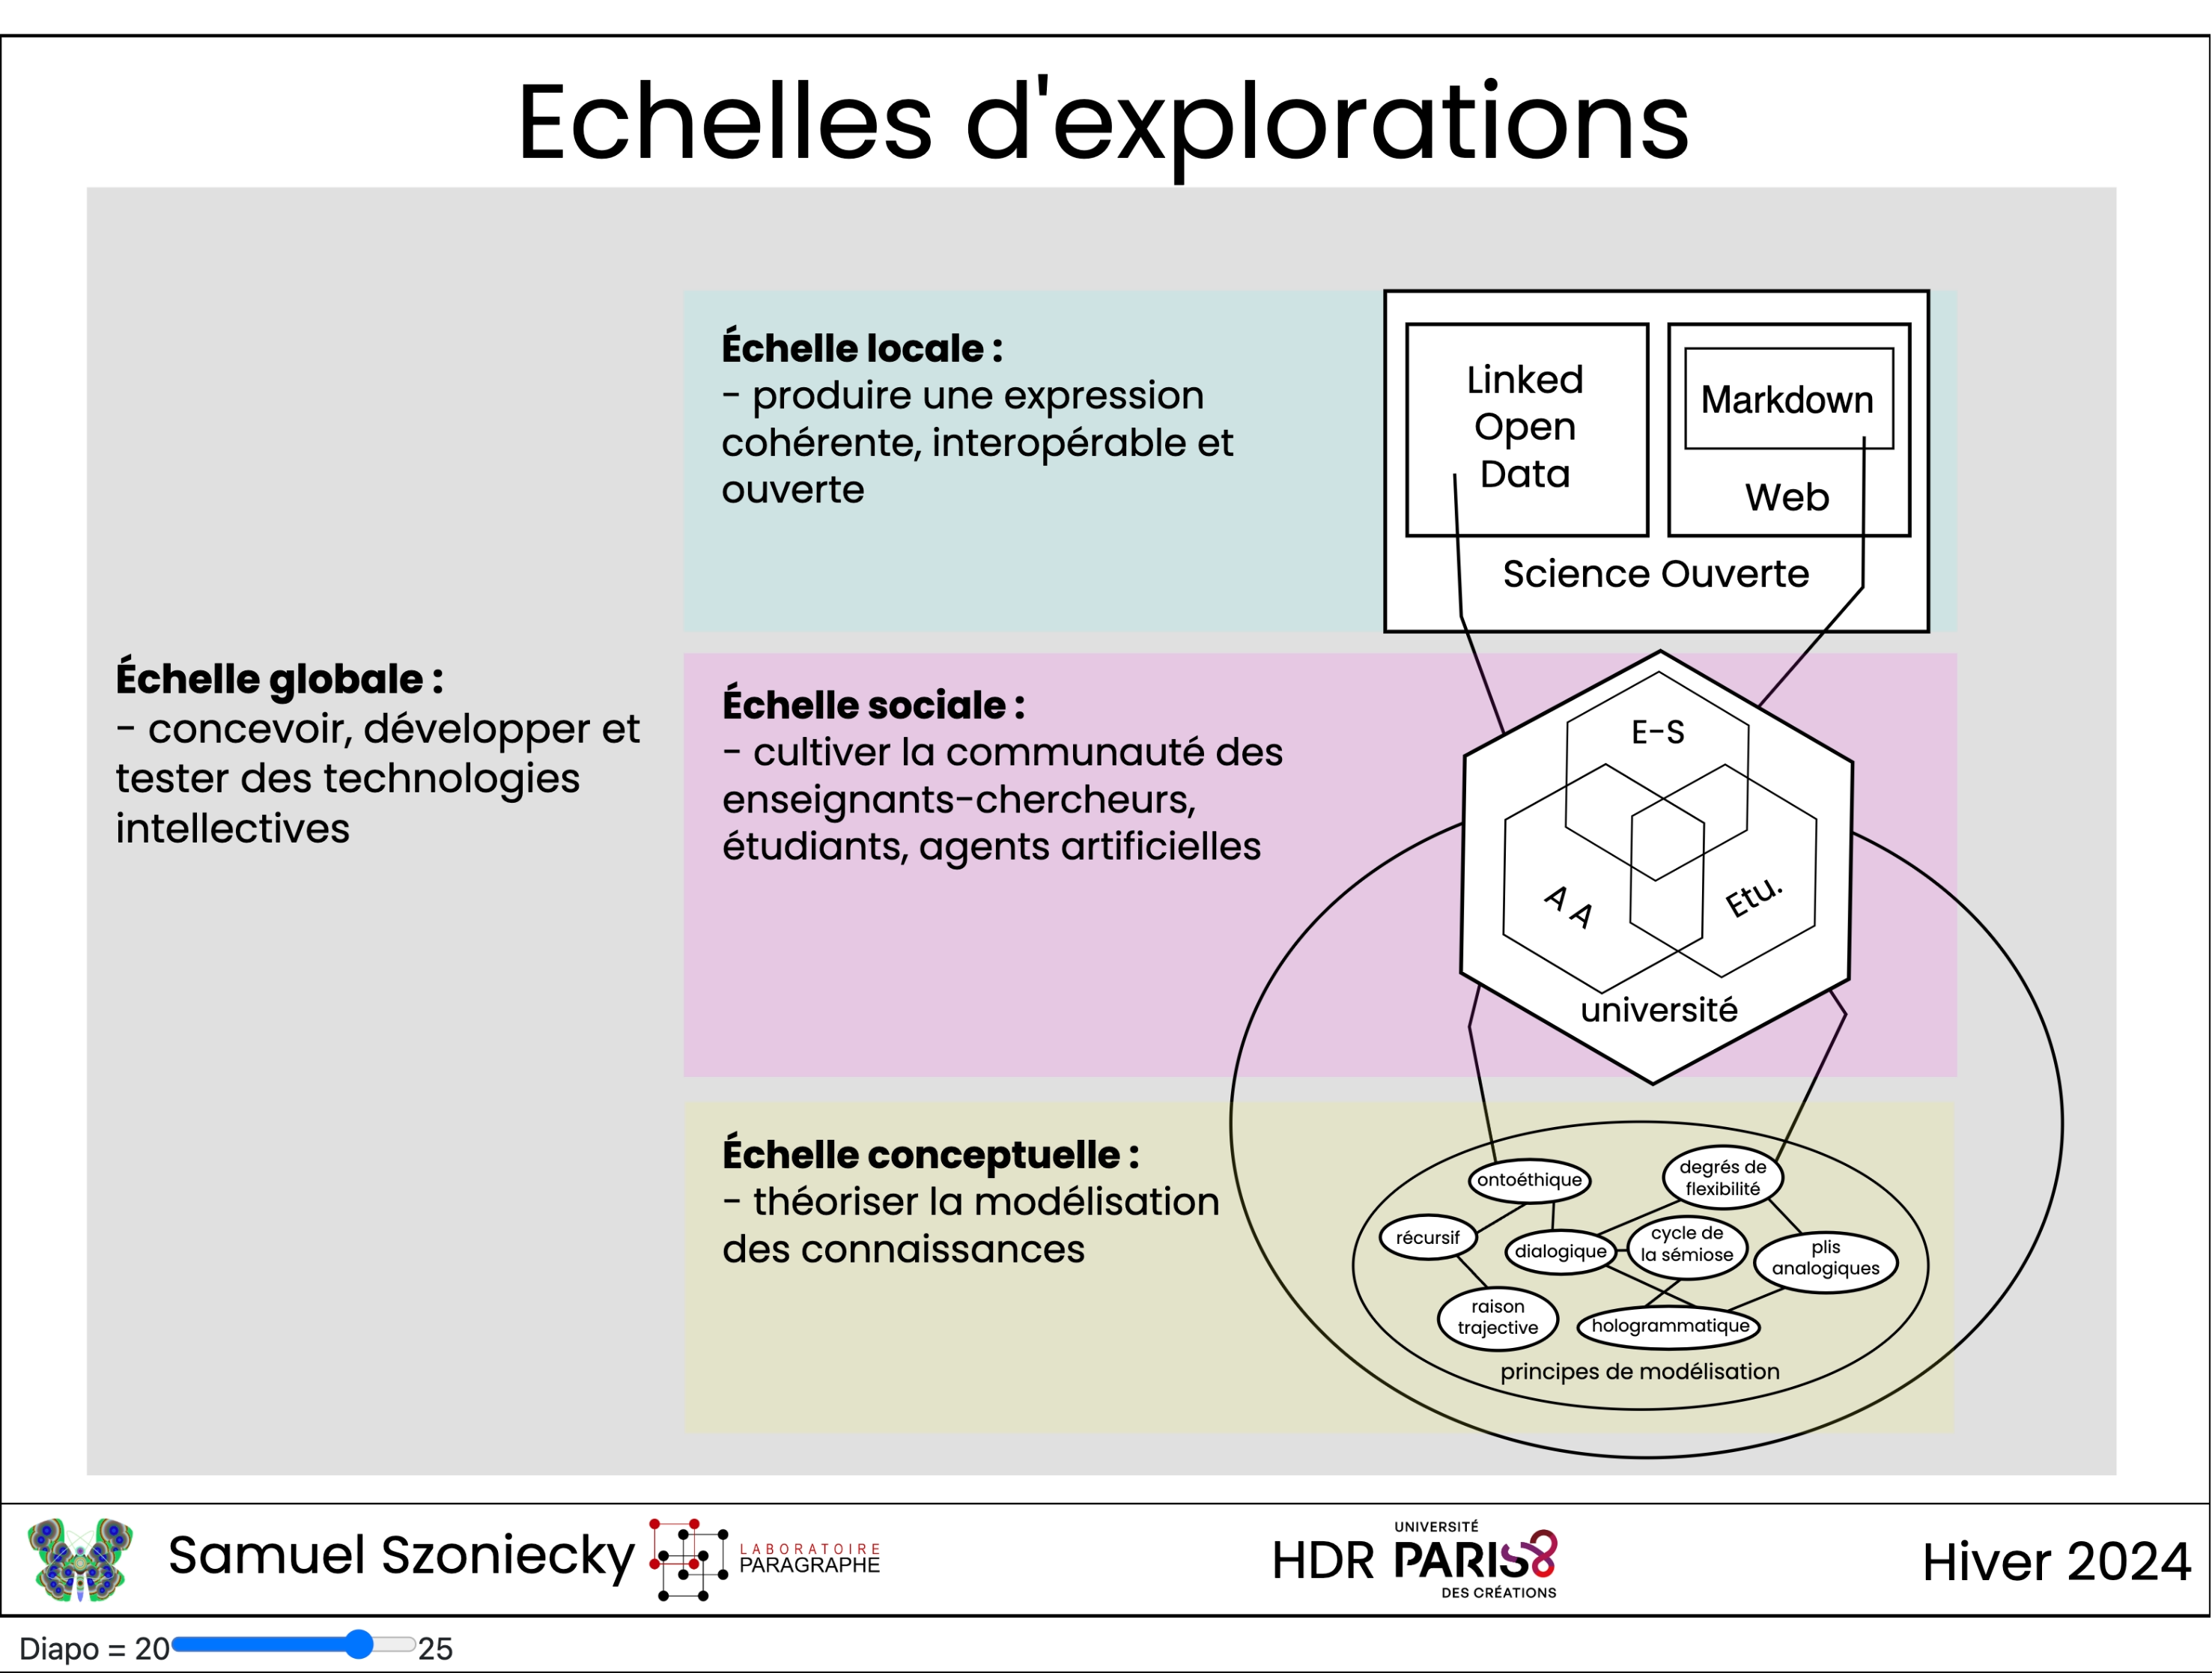 Echelles d'explorations
Échelle globale :
- concevoir, développer et
tester des technologies
intellectives
Échelle locale :
- produire une expression
cohérente, interopérable et
ouverte
Linked
Open
Data
Markdown
Web
Science Ouverte
Échelle sociale :
- cultiver la communauté des
enseignants-chercheurs,
étudiants, agents artificielles
E-S
A A
Etu.
université
Échelle conceptuelle :
- théoriser la modélisation
des connaissances
ontoéthique
degrés de
flexibilité
récursif
dialogique
cycle de
la sémiose
plis
analogiques
raison
trajective
hologrammatique
principes de modélisation
Samuel Szoniecky
LABORATOIRE
PARAGRAPHE
HDR
UNIVERSITÉ
PARIS8
DES CRÉATIONS
Hiver 2024
Diapo = 20
25